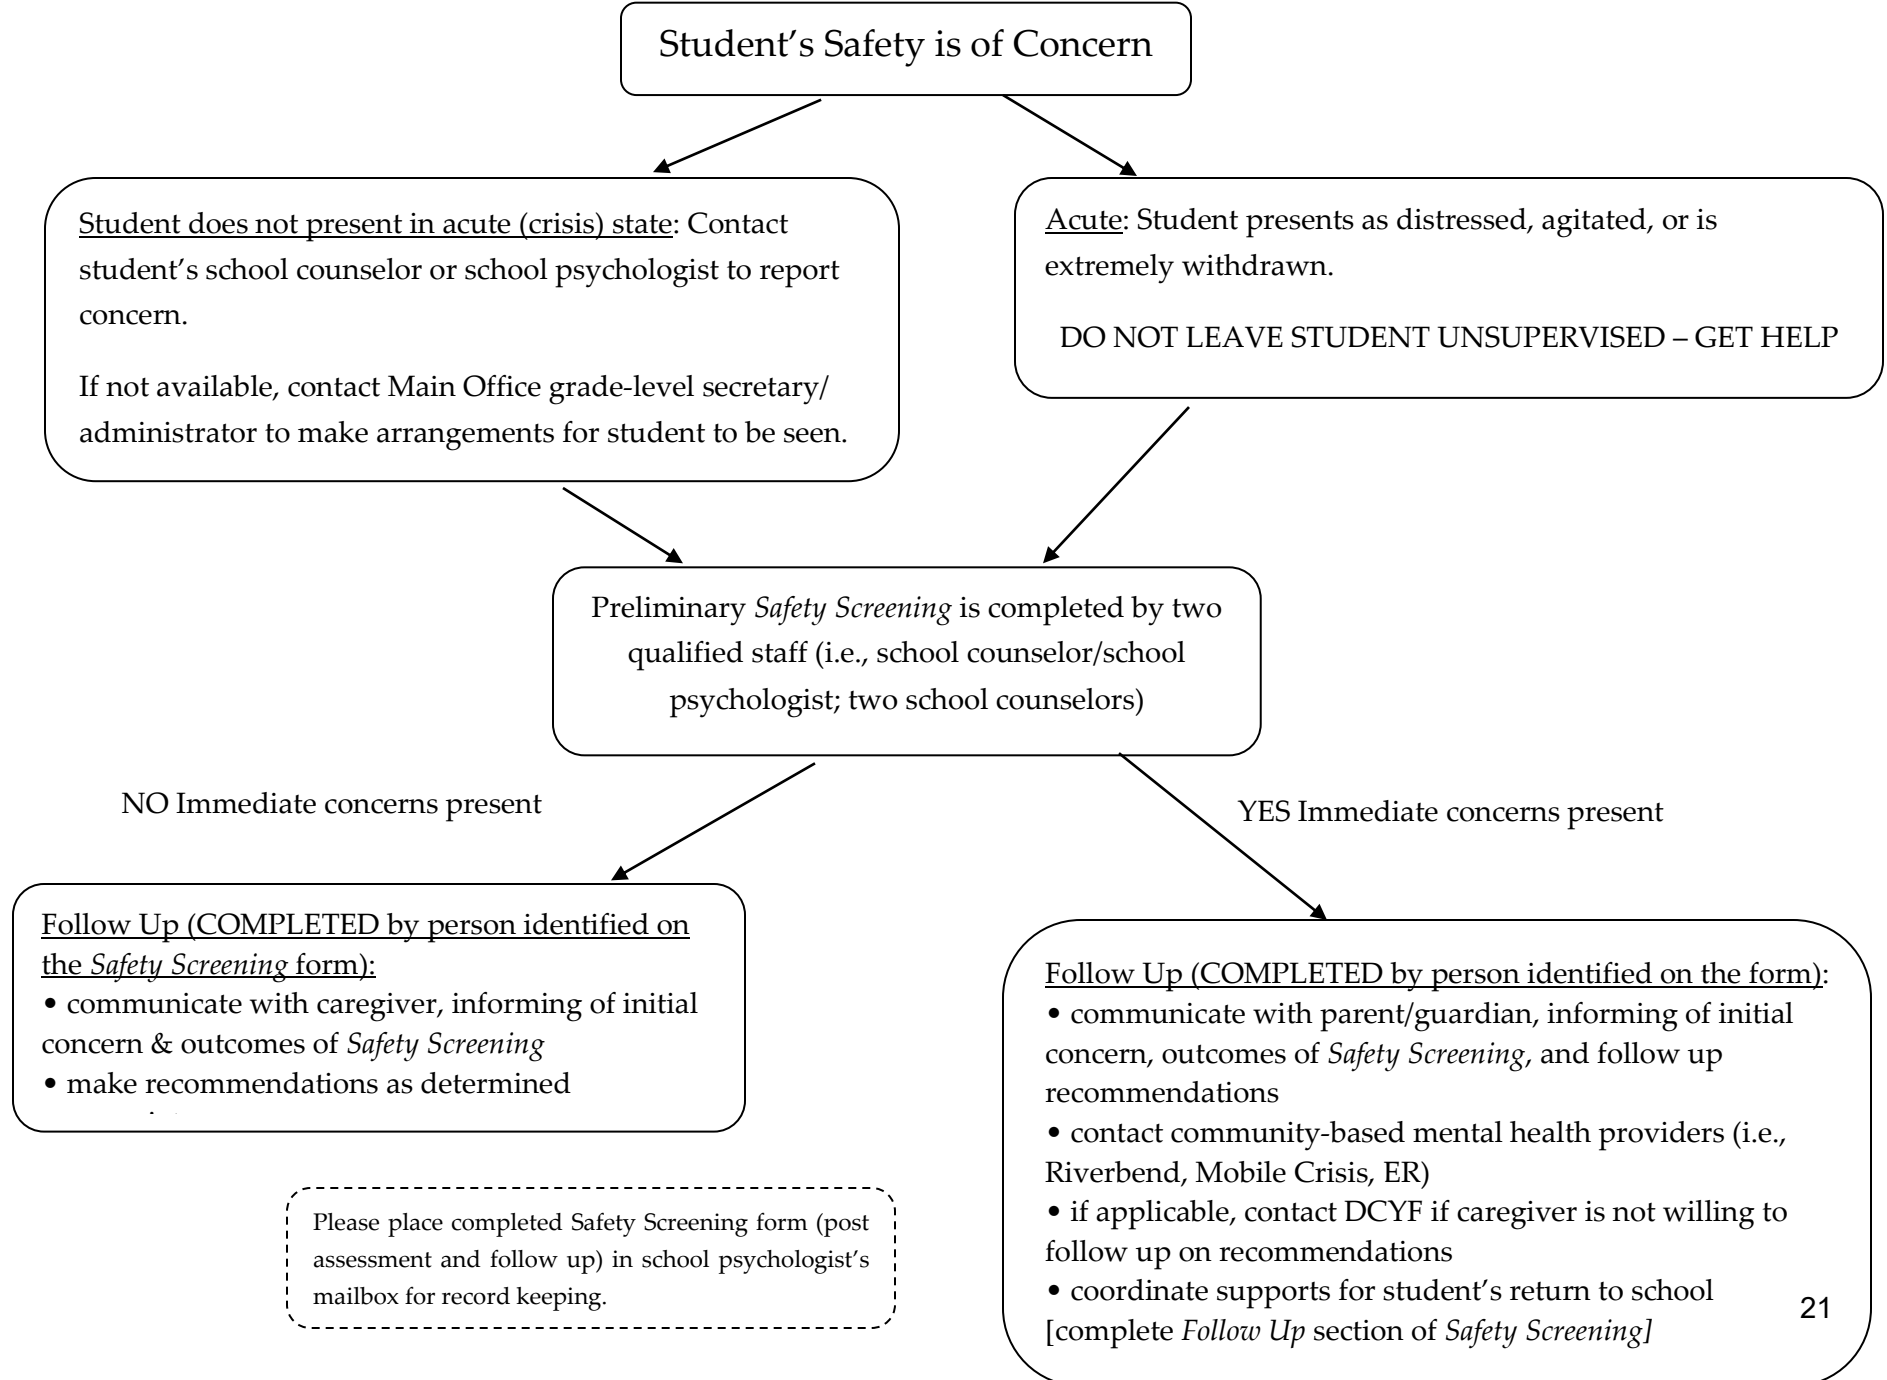 Student’s Safety is of Concern
Student does not present in acute (crisis) state: Contact
student’s school counselor or school psychologist to report
concern.
If not available, contact Main Office grade-level secretary/
administrator to make arrangements for student to be seen.
Acute: Student presents as distressed, agitated, or is
extremely withdrawn.
DO NOT LEAVE STUDENT UNSUPERVISED – GET HELP
Preliminary Safety Screening is completed by two
qualified staff (i.e., school counselor/school
psychologist; two school counselors)
NO Immediate concerns present
YES Immediate concerns present
Follow Up (COMPLETED by person identified on
the Safety Screening form):
• communicate with caregiver, informing of initial
concern & outcomes of Safety Screening
• make recommendations as determined
Please place completed Safety Screening form (post
assessment and follow up) in school psychologist’s
mailbox for record keeping.
Follow Up (COMPLETED by person identified on the form):
• communicate with parent/guardian, informing of initial
concern, outcomes of Safety Screening, and follow up
recommendations
• contact community-based mental health providers (i.e.,
Riverbend, Mobile Crisis, ER)
• if applicable, contact DCYF if caregiver is not willing to
follow up on recommendations
• coordinate supports for student’s return to school
[complete Follow Up section of Safety Screening]
21